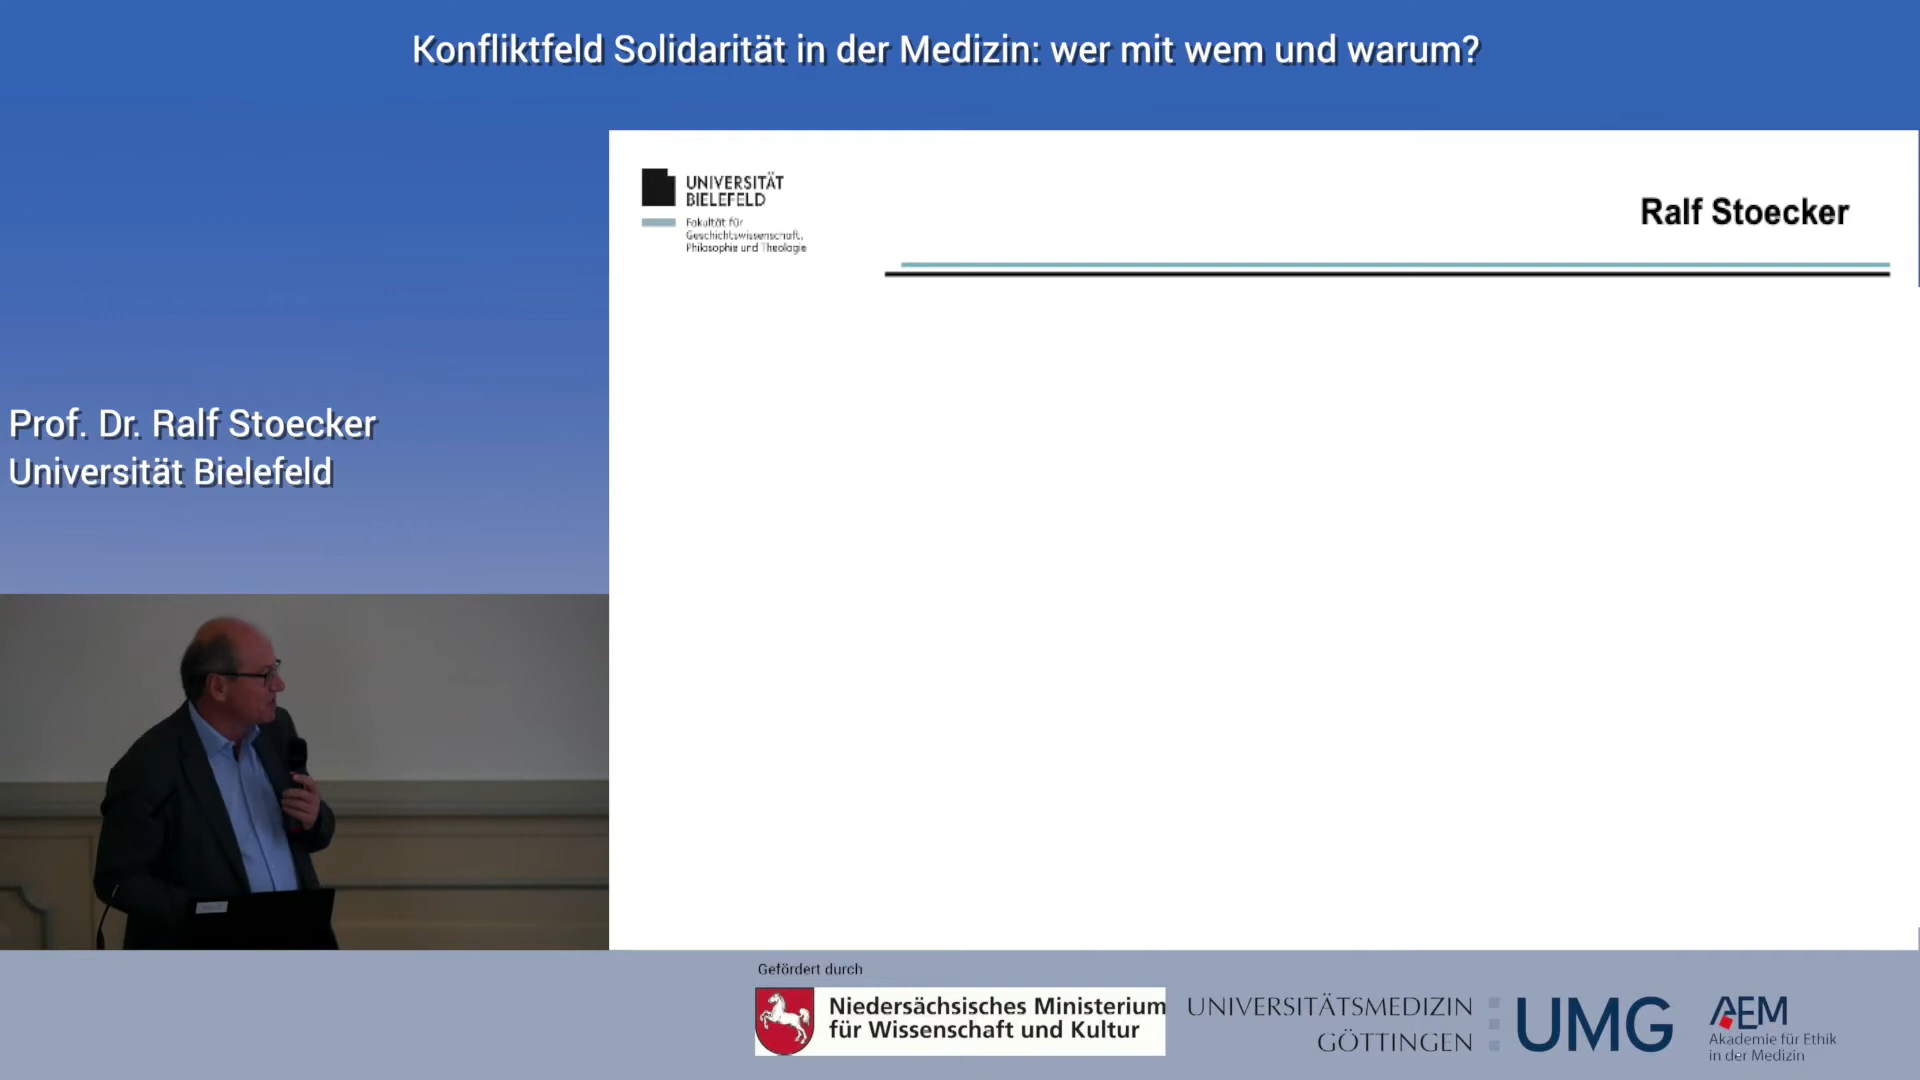 Konfliktfeld Solidarität in der Medizin: wer mit wem und warum?
UNIVERSITÄT
BIELEFELD
Fakultät für
Geschichtswissenschaft,
Philosophie und Theologie
Ralf Stoecker
Prof. Dr. Ralf Stoecker
Universität Bielefeld
Gefördert durch
Niedersächsisches Ministerium
für Wissenschaft und Kultur
UNIVERSITÄTSMEDIZIN
GÖTTINGEN
UMG
AEM
Akademie für Ethik
in der Medizin